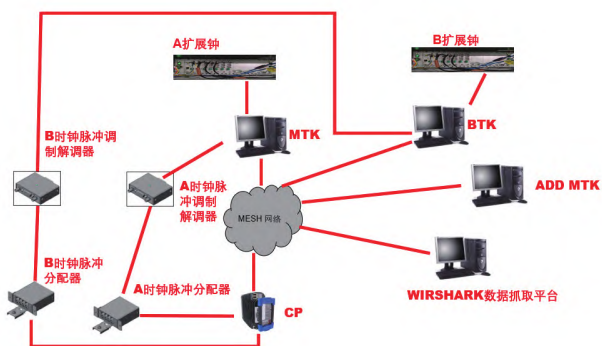 A扩展钟
B扩展钟
MTK
BTK
B时钟脉冲调
制解调器
A时钟脉
冲调制
解调器
MESH 网络
ADD MTK
B时钟脉冲
分配器
A时钟脉冲分配器
CP
WIRSHARK数据抓取平台